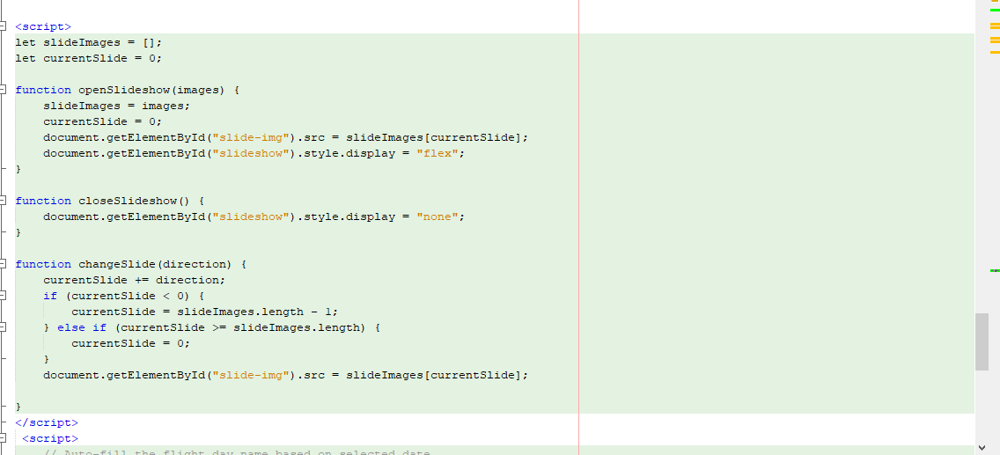 <script>
let slideImages = [];
let currentSlide = 0;
function openSlideshow(images) {
slideImages = images;
currentSlide = 0;
document.getElementById("slide-img").src = slideImages[currentSlide];
document.getElementById("slideshow").style.display = "flex";
}
function closeSlideshow() {
document.getElementById("slideshow").style.display = "none";
}
function changeSlide(direction) {
currentSlide += direction;
if (currentSlide < 0) {
currentSlide = slideImages.length - 1;
} else if (currentSlide >= slideImages.length) {
currentSlide = 0;
}
document.getElementById("slide-img").src = slideImages[currentSlide];
}
</script>
<script>
// Auto-fill the flight day name based on selected date